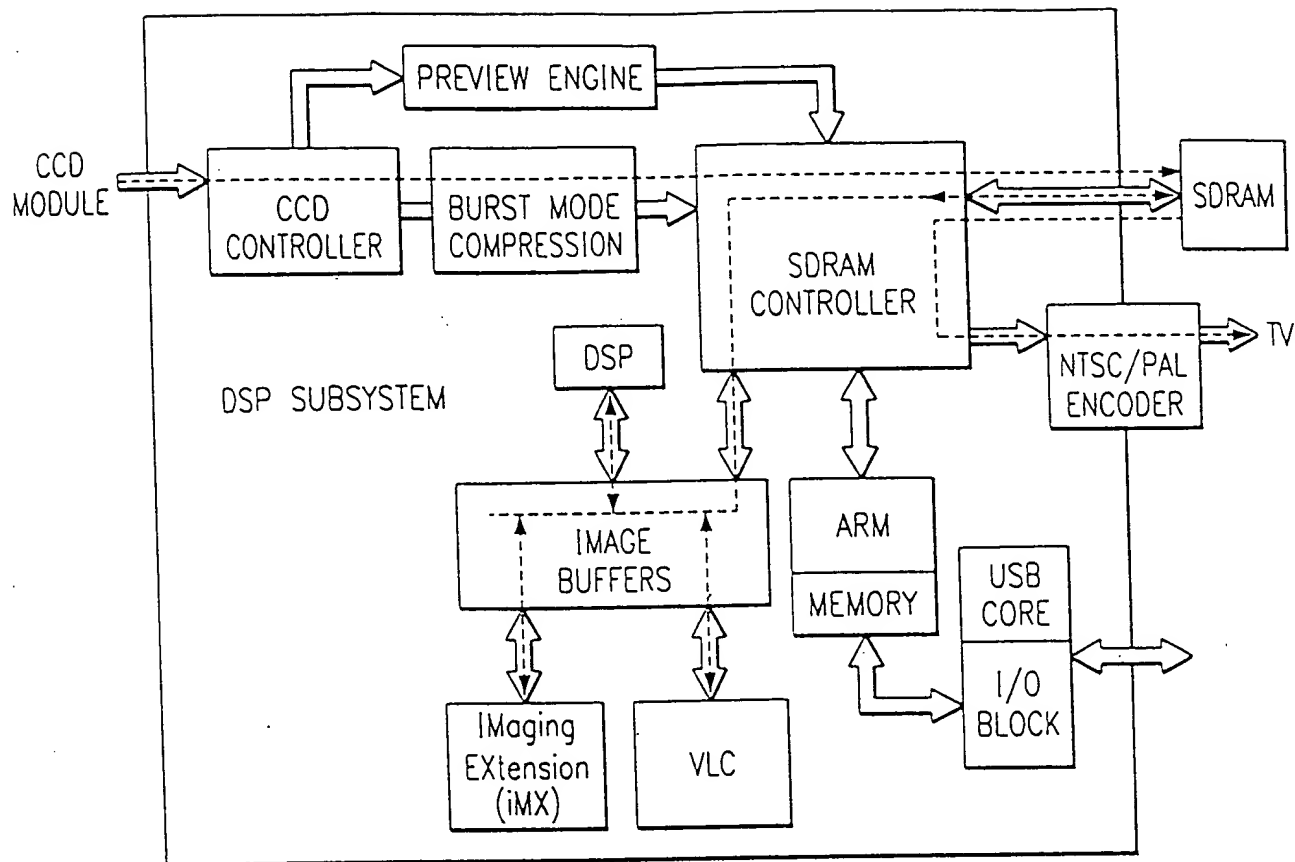 PREVIEW ENGINE
CCD
MODULE
CCD
CONTROLLER
BURST MODE
COMPRESSION
SDRAM
CONTROLLER
SDRAM
NTSC/PAL
ENCODER
TV
DSP
DSP SUBSYSTEM
IMAGE
BUFFERS
ARM
MEMORY
USB
CORE
I/O
BLOCK
IMaging
EXtension
(iMX)
VLC